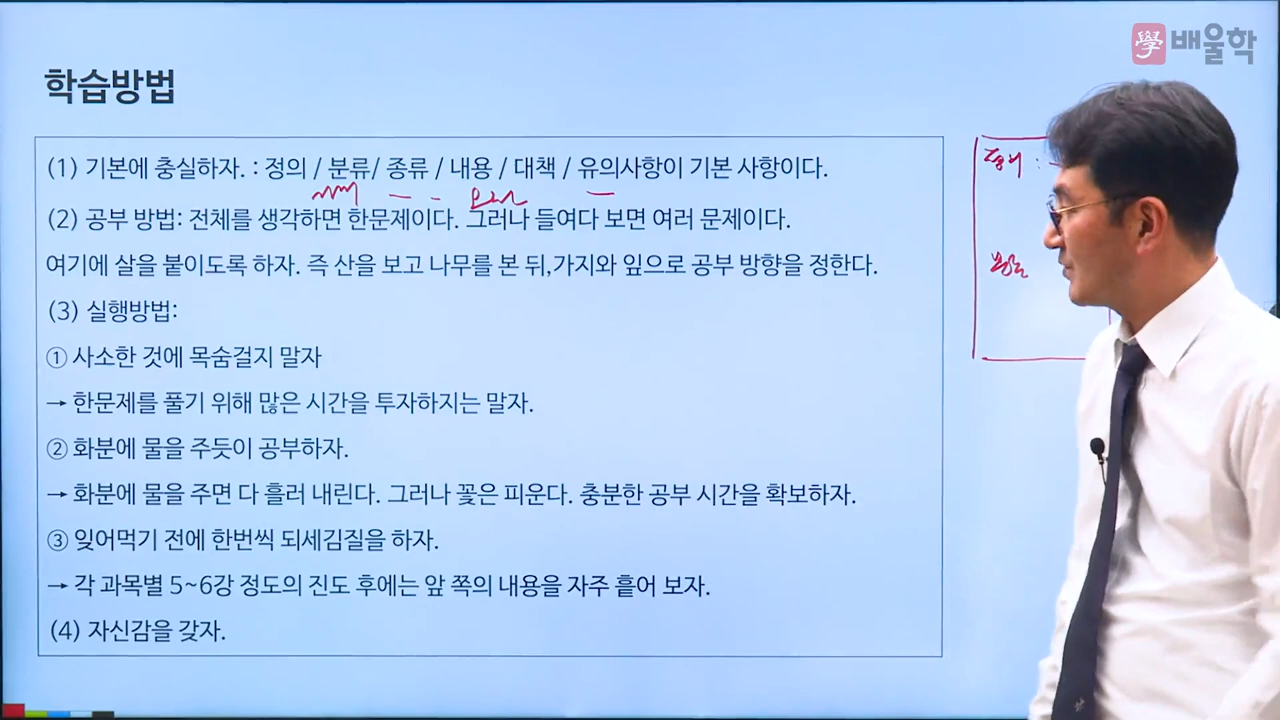 學 배울학
학습방법
(1) 기본에 충실하자. : 정의 / 분류/ 종류 / 내용 / 대책 / 유의사항이 기본 사항이다.
(2) 공부 방법: 전체를 생각하면 한문제이다. 그러나 들여다 보면 여러 문제이다.
여기에 살을 붙이도록 하자. 즉 산을 보고 나무를 본 뒤,가지와 잎으로 공부 방향을 정한다.
(3) 실행방법:
① 사소한 것에 목숨걸지 말자
→ 한문제를 풀기 위해 많은 시간을 투자하지는 말자.
② 화분에 물을 주듯이 공부하자.
→ 화분에 물을 주면 다 흘러 내린다. 그러나 꽃은 피운다. 충분한 공부 시간을 확보하자.
③ 잊어먹기 전에 한번씩 되세김질을 하자.
→ 각 과목별 5~6강 정도의 진도 후에는 앞 쪽의 내용을 자주 흩어 보자.
(4) 자신감을 갖자.